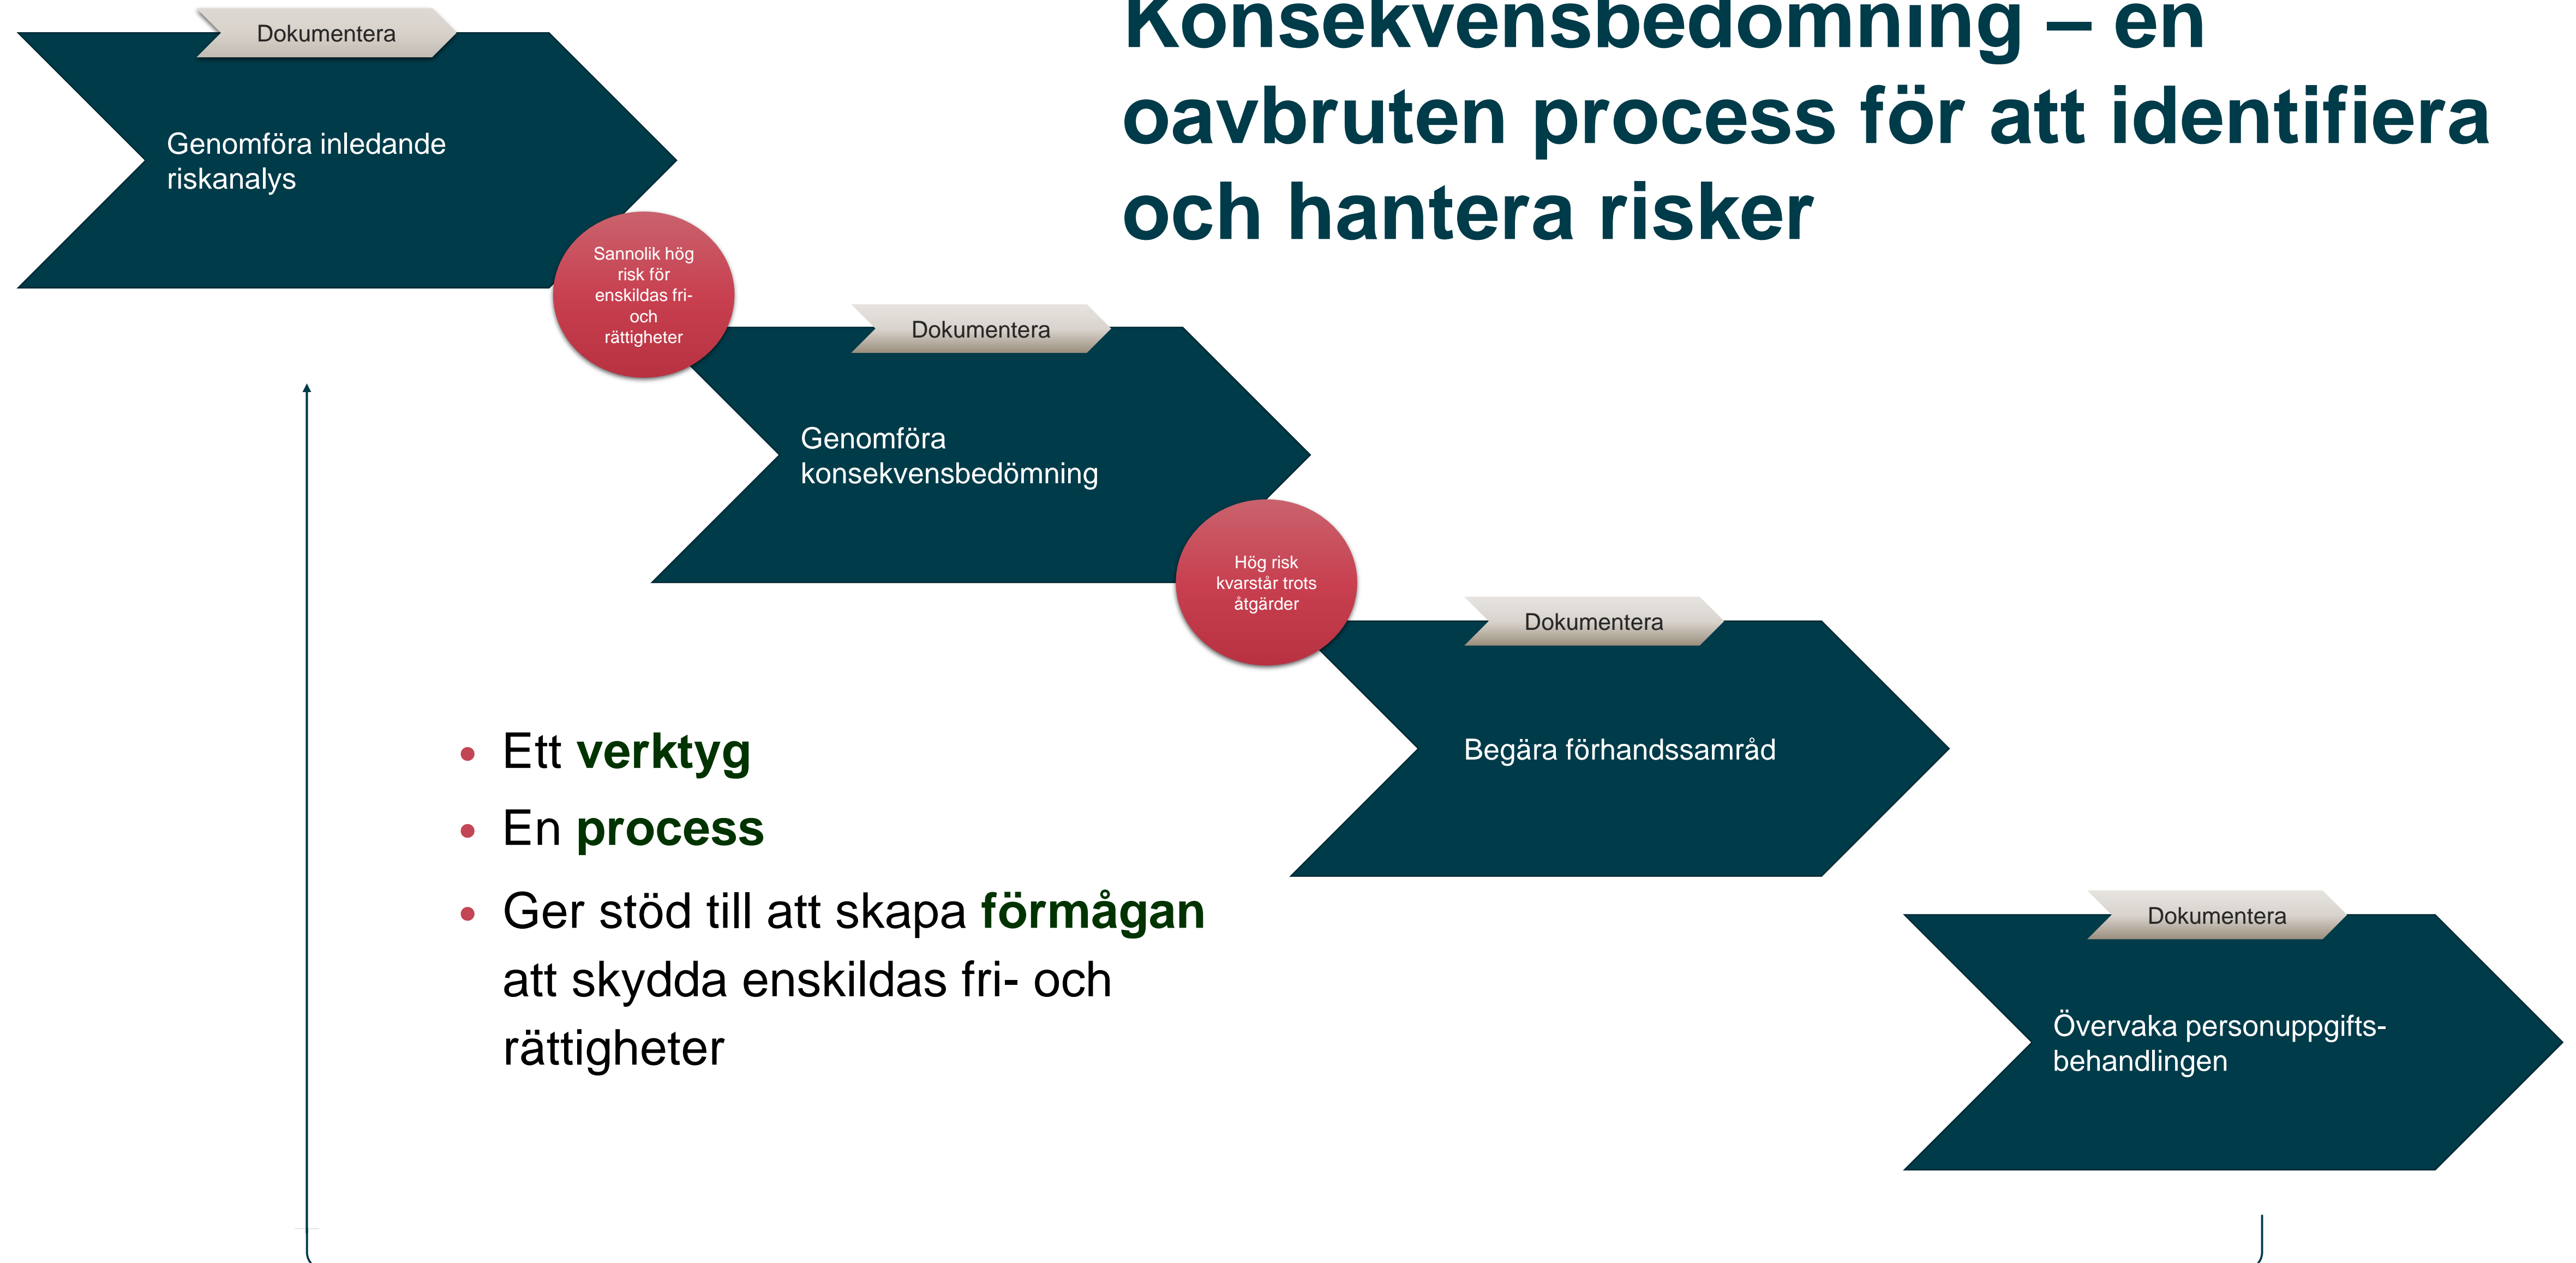 Konsekvensbedömning – en
oavbruten process för att identifiera
och hantera risker
Dokumentera
Genomföra inledande
riskanalys
Sannolik hög
risk för
enskildas fri-
och
rättigheter
Dokumentera
Genomföra
konsekvensbedömning
Hög risk
kvarstår trots
åtgärder
Dokumentera
Begära förhandssamråd
Dokumentera
Övervaka personuppgifts-
behandlingen
• Ett verktyg
• En process
• Ger stöd till att skapa förmågan
att skydda enskildas fri- och
rättigheter